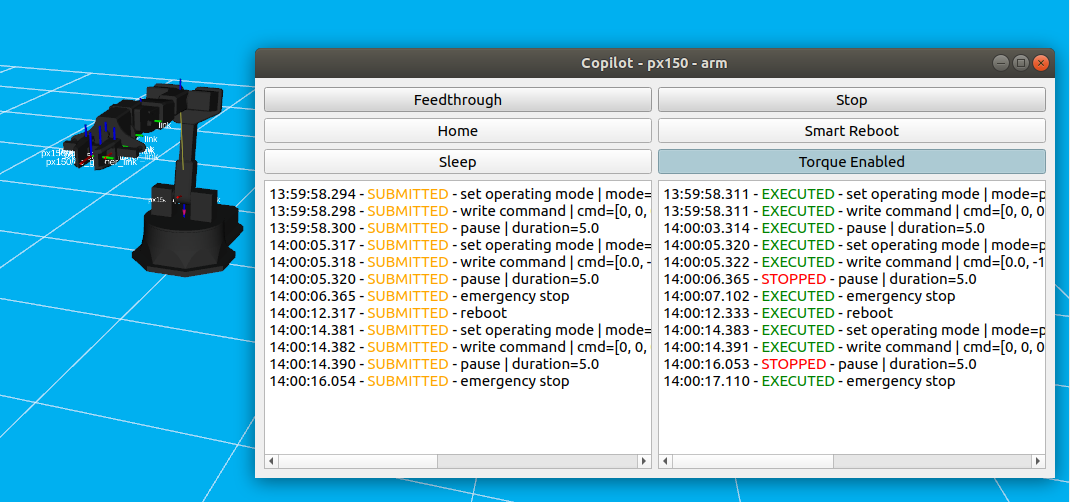 Copilot - px150 - arm
Feedthrough
Stop
Home
Smart Reboot
Sleep
Torque Enabled
13:59:58.294 - SUBMITTED - set operating mode | mode=
13:59:58.298 - SUBMITTED - write command | cmd=[0, 0,
13:59:58.300 - SUBMITTED - pause | duration=5.0
14:00:05.317 - SUBMITTED - set operating mode | mode=
14:00:05.318 - SUBMITTED - write command | cmd=[0.0, -
14:00:05.320 - SUBMITTED - pause | duration=5.0
14:00:06.365 - SUBMITTED - emergency stop
14:00:12.317 - SUBMITTED - reboot
14:00:14.381 - SUBMITTED - set operating mode | mode=
14:00:14.382 - SUBMITTED - write command | cmd=[0, 0,
14:00:14.390 - SUBMITTED - pause | duration=5.0
14:00:16.054 - SUBMITTED - emergency stop
13:59:58.311 - EXECUTED - set operating mode | mode=p
13:59:58.311 - EXECUTED - write command | cmd=[0, 0, 0
14:00:03.314 - EXECUTED - pause | duration=5.0
14:00:05.320 - EXECUTED - set operating mode | mode=p
14:00:05.322 - EXECUTED - write command | cmd=[0.0, -1
14:00:06.365 - STOPPED - pause | duration=5.0
14:00:07.102 - EXECUTED - emergency stop
14:00:12.333 - EXECUTED - reboot
14:00:14.383 - EXECUTED - set operating mode | mode=p
14:00:14.391 - EXECUTED - write command | cmd=[0, 0, 0
14:00:16.053 - STOPPED - pause | duration=5.0
14:00:17.110 - EXECUTED - emergency stop
link
link